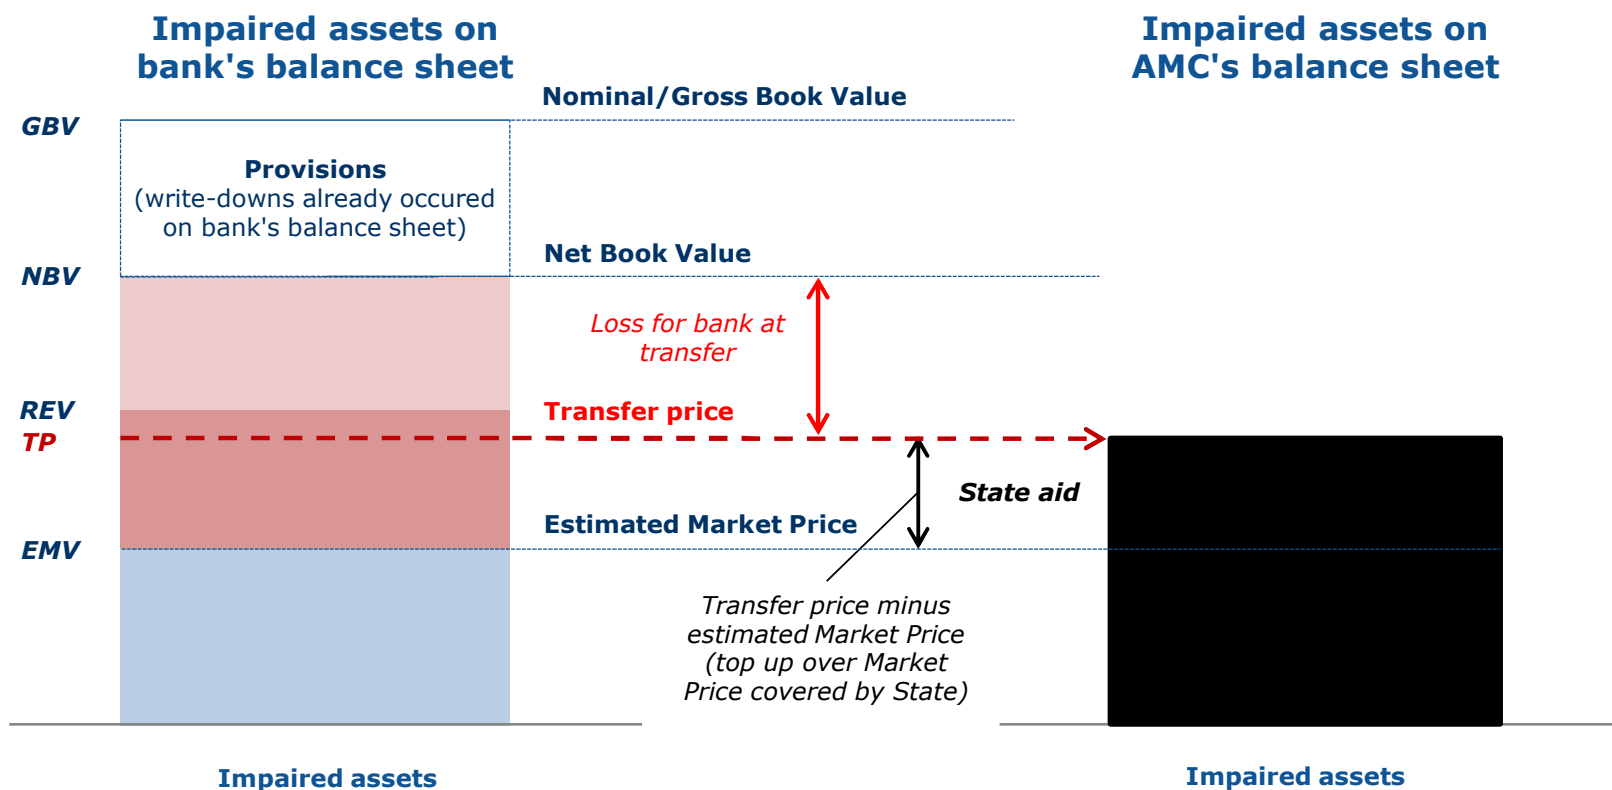 Impaired assets on
bank's balance sheet
Impaired assets on
AMC's balance sheet
Nominal/Gross Book Value
GBV
Provisions
(write-downs already occured
on bank's balance sheet)
Net Book Value
NBV
Loss for bank at
transfer
REV
Transfer price
TP
State aid
Estimated Market Price
EMV
Transfer price minus
estimated Market Price
(top up over Market
Price covered by State)
Impaired assets
Impaired assets